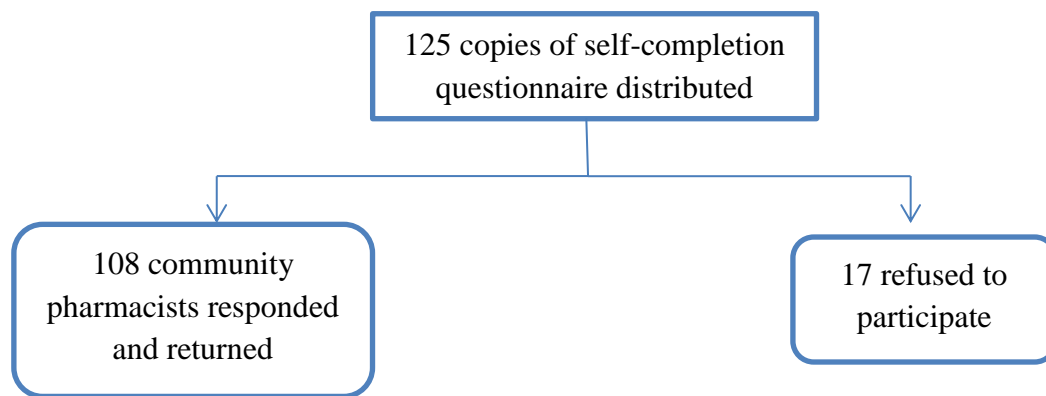 125 copies of self-completion
questionnaire distributed
108 community
pharmacists responded
and returned
17 refused to
participate